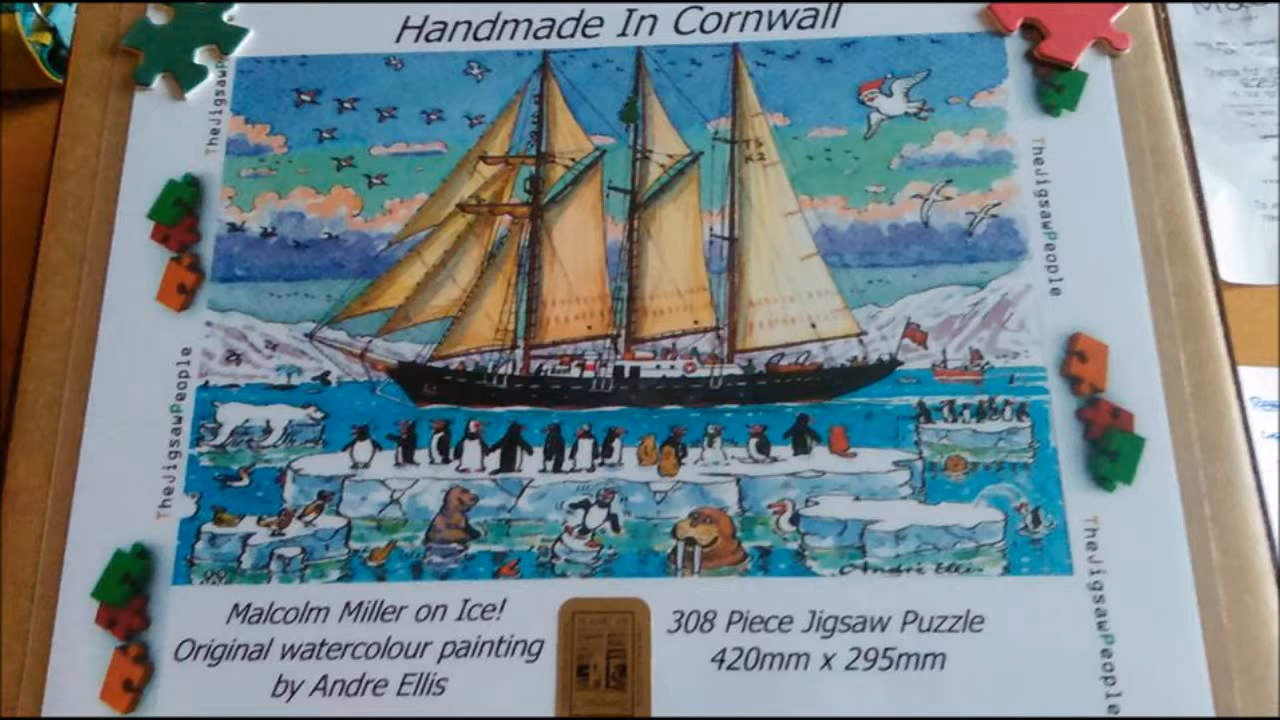 Handmade In Cornwall
TheJigsawPeople
TheJigsawPeople
TheJigsawPeople
TheJigsawPeople
Andre Ellis
Malcolm Miller on Ice!
Original watercolour painting
by Andre Ellis
308 Piece Jigsaw Puzzle
420mm x 295mm